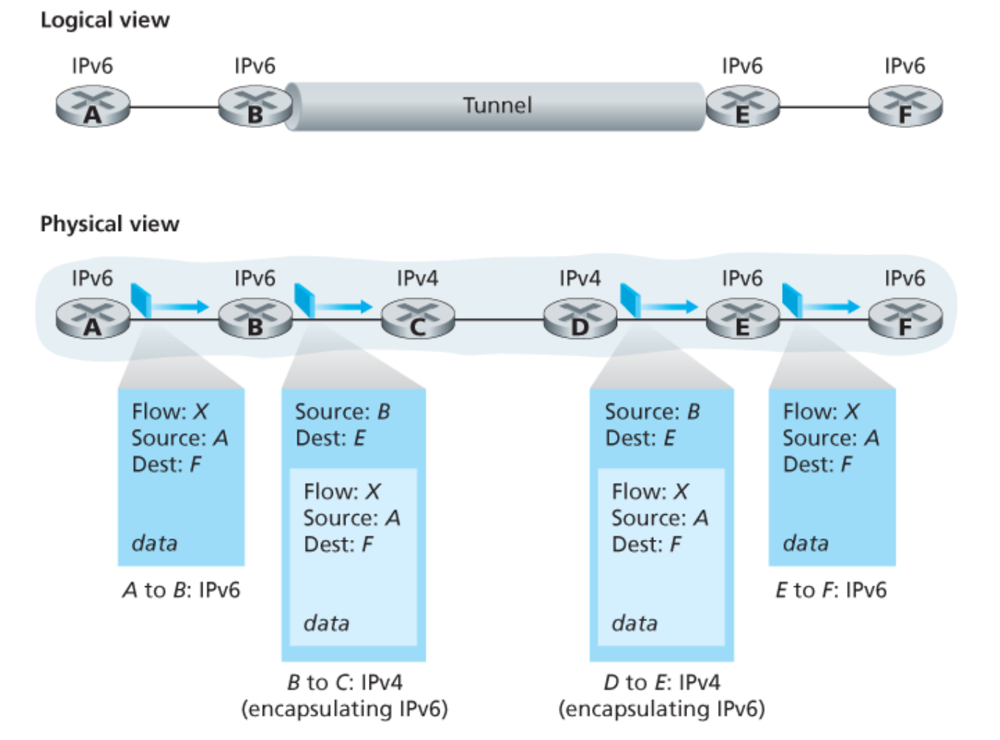 Logical view
IPv6
IPv6
IPv6
IPv6
A
B
Tunnel
E
F
Physical view
IPv6
IPv6
IPv4
IPv4
IPv6
IPv6
A
B
C
D
E
F
Flow: X
Source: A
Dest: F
data
A to B: IPv6
Source: B
Dest: E
Flow: X
Source: A
Dest: F
data
B to C: IPv4
(encapsulating IPv6)
Source: B
Dest: E
Flow: X
Source: A
Dest: F
data
D to E: IPv4
(encapsulating IPv6)
Flow: X
Source: A
Dest: F
data
E to F: IPv6